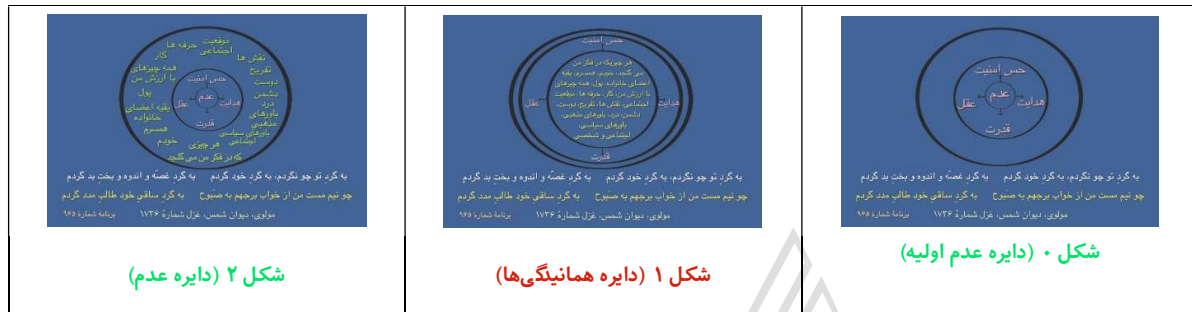 حس امنیت
عدم
عقل
هدایت
قدرت
به گردِ تو چو نگردم، به گردِ خود گردم به گردِ غصّه و اندوه و بختِ بد گردم
چو نیم مست من از خواب برجهم به صَبوح به گردِ ساقیِ خود طالبِ مدد گردم
مولوی، دیوان شمس، غزل شمارهٔ ۱۷۳۶
برنامهٔ شمارهٔ ۹۶۵
شکل ۰ (دایره عدم اولیه)
حس امنیت
هر چیزیکه در فکر من
می گنجد، خودم، همسرم، بقیه
اعضای خانواده، پول، همه چیزهای
با ارزش من، کار، حرفه ها، موقعیت
اجتماعی، نقش ها، تفریح، دوست،
دشمن، درد، باورهای مذهبی،
باورهای سیاسی،
اجتماعی و شخصی
عقل
هدایت
قدرت
به گردِ تو چو نگردم، به گردِ خود گردم به گردِ غصّه و اندوه و بختِ بد گردم
چو نیم مست من از خواب برجهم به صَبوح به گردِ ساقیِ خود طالبِ مدد گردم
مولوی، دیوان شمس، غزل شمارهٔ ۱۷۳۶
برنامهٔ شمارهٔ ۹۶۵
شکل ۱ (دایره همانیدگی‌ها)
موقعیت
اجتماعی
حرفه ها
کار
همه چیزهای
با ارزش من
پول
بقیه اعضای
خانواده
همسرم
خودم
هر چیزی
که در فکر من می گنجد
نقش ها
تفریح
دوست
دشمن
درد
باورهای
مذهبی
باورهای سیاسی
اجتماعی
حس امنیت
عدم
عقل
هدایت
قدرت
به گردِ تو چو نگردم، به گردِ خود گردم به گردِ غصّه و اندوه و بختِ بد گردم
چو نیم مست من از خواب برجهم به صَبوح به گردِ ساقیِ خود طالبِ مدد گردم
مولوی، دیوان شمس، غزل شمارهٔ ۱۷۳۶
برنامهٔ شمارهٔ ۹۶۵
شکل ۲ (دایره عدم)